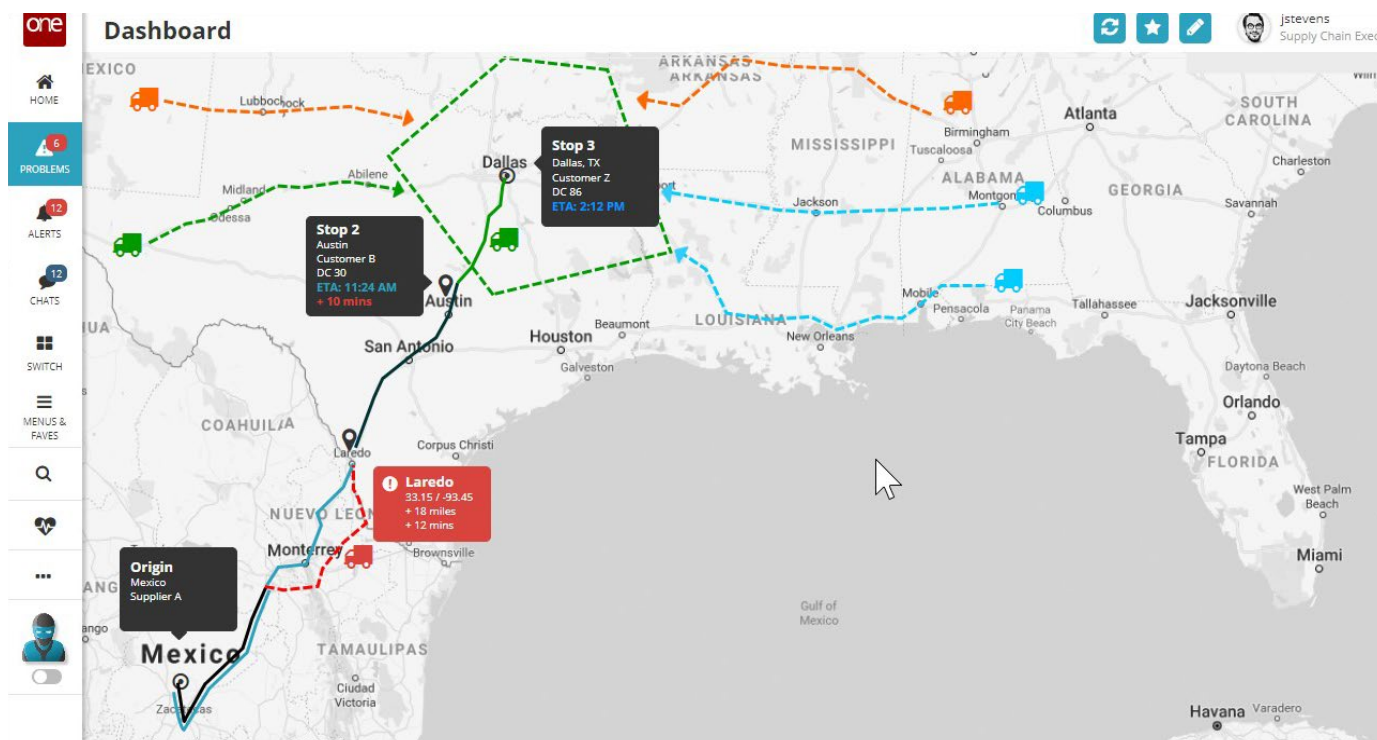 one
Dashboard
jstevens
Supply Chain Exec
HOME
6
PROBLEMS
12
ALERTS
12
CHATS
SWITCH
MENUS &
FAVES
EXICO
ARKANSAS
ARKANSAS
Lubbock
Atlanta
SOUTH
CAROLINA
Birmingham
Tuscaloosa
MISSISSIPPI
Charleston
Abilene
Dallas
Stop 3
Dallas, TX
Customer Z
DC 86
ETA: 2:12 PM
Midland
Odessa
ALABAMA
GEORGIA
Jackson
Columbus
Savannah
Stop 2
Austin
Customer B
DC 30
ETA: 11:24 AM
+ 10 mins
Austin
Mobile
Pensacola
Panama
City Beach
Tallahassee
Jacksonville
HUA
San Antonio
Houston
Beaumont
LOUISIANA
New Orleans
Galveston
Daytona Beach
Orlando
COAHUILA
Laredo
Corpus Christi
Tampa
FLORIDA
Laredo
33.15 / -93.45
+ 18 miles
+ 12 mins
West Palm
Beach
NUEVO LEON
Monterrey
Brownsville
Miami
Origin
Mexico
Supplier A
Gulf of
Mexico
Mexico
TAMAULIPAS
Ciudad
Victoria
Havana
Varadero